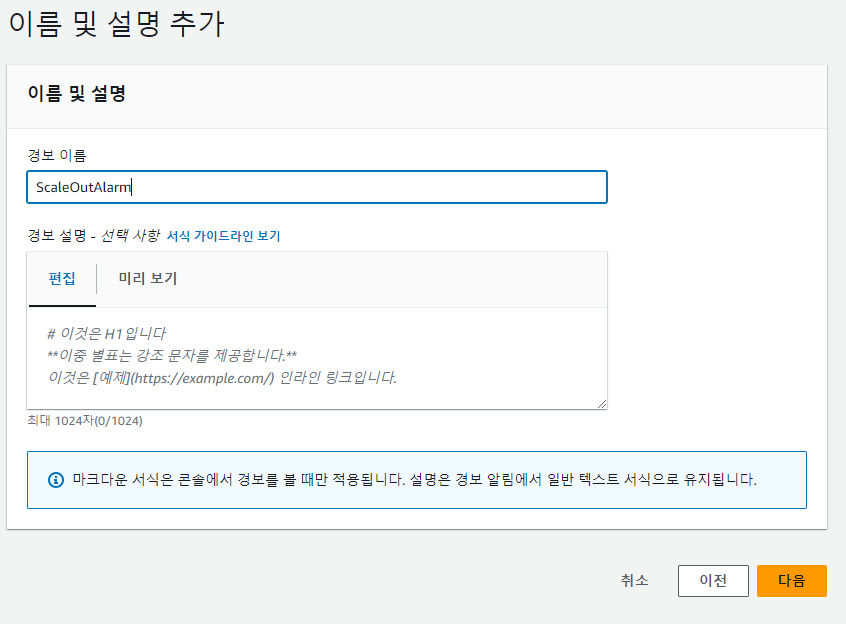 이름 및 설명 추가
이름 및 설명
경보 이름
ScaleOutAlarm
경보 설명 - 선택 사항 서식 가이드라인 보기
편집 미리 보기
# 이것은 H1입니다
**이중 별표는 강조 문자를 제공합니다.**
이것은 [예제](https://example.com/) 인라인 링크입니다.
최대 1024자(0/1024)
마크다운 서식은 콘솔에서 경보를 볼 때만 적용됩니다. 설명은 경보 알림에서 일반 텍스트 서식으로 유지됩니다.
취소 이전 다음